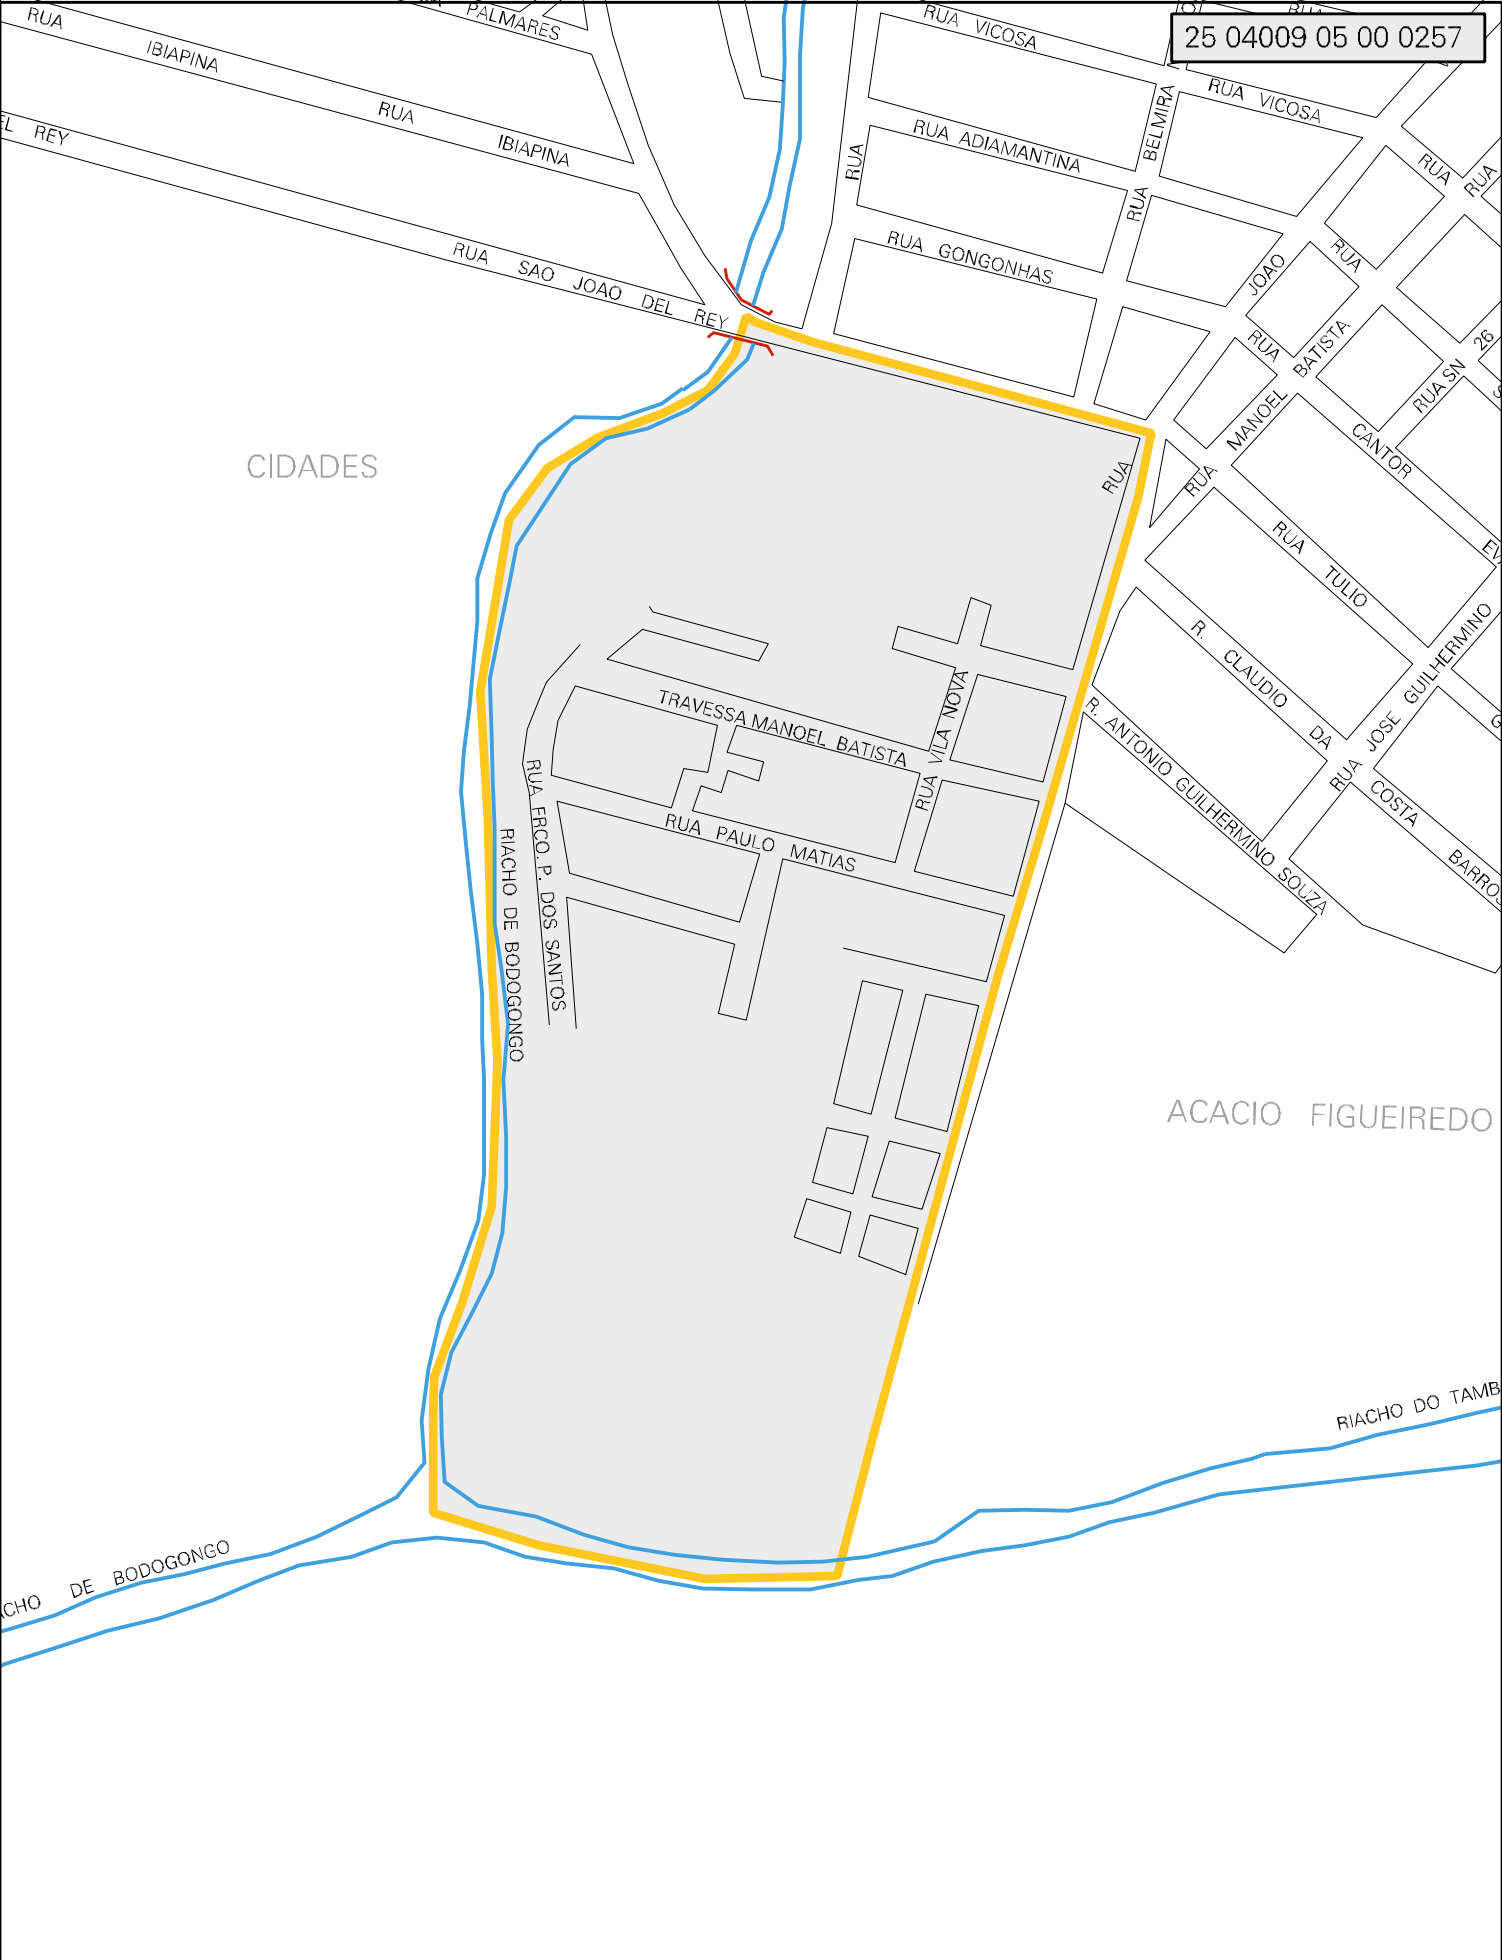 25 04009 05 00 0257
PALMARES
RUA VICOSA
RUA IBIAPINA
RUA IBIAPINA
RUA VICOSA
EL REY
RUA
RUA ADIAMANTINA
BELMIRA
RUA
RUA
RUA
RUA SAO JOAO DEL REY
RUA GONGONHAS
JOAO
RUA
RUA
BATISTA
MANOEL
RUA
RUA SN
26
CANTOR
CIDADES
RUA
RUA TULIO
R. CLAUDIO DA
COSTA
BARROS
RUA JOSE GUILHERMINO
R. ANTONIO GUILHERMINO SOUZA
TRAVESSA MANOEL BATISTA
RUA VILA NOVA
RUA PAULO MATIAS
RUA FRCO. P. DOS SANTOS
RIACHO DE BODOGONGO
ACACIO FIGUEIREDO
RIACHO DO TAMB
ACHO DE BODOGONGO